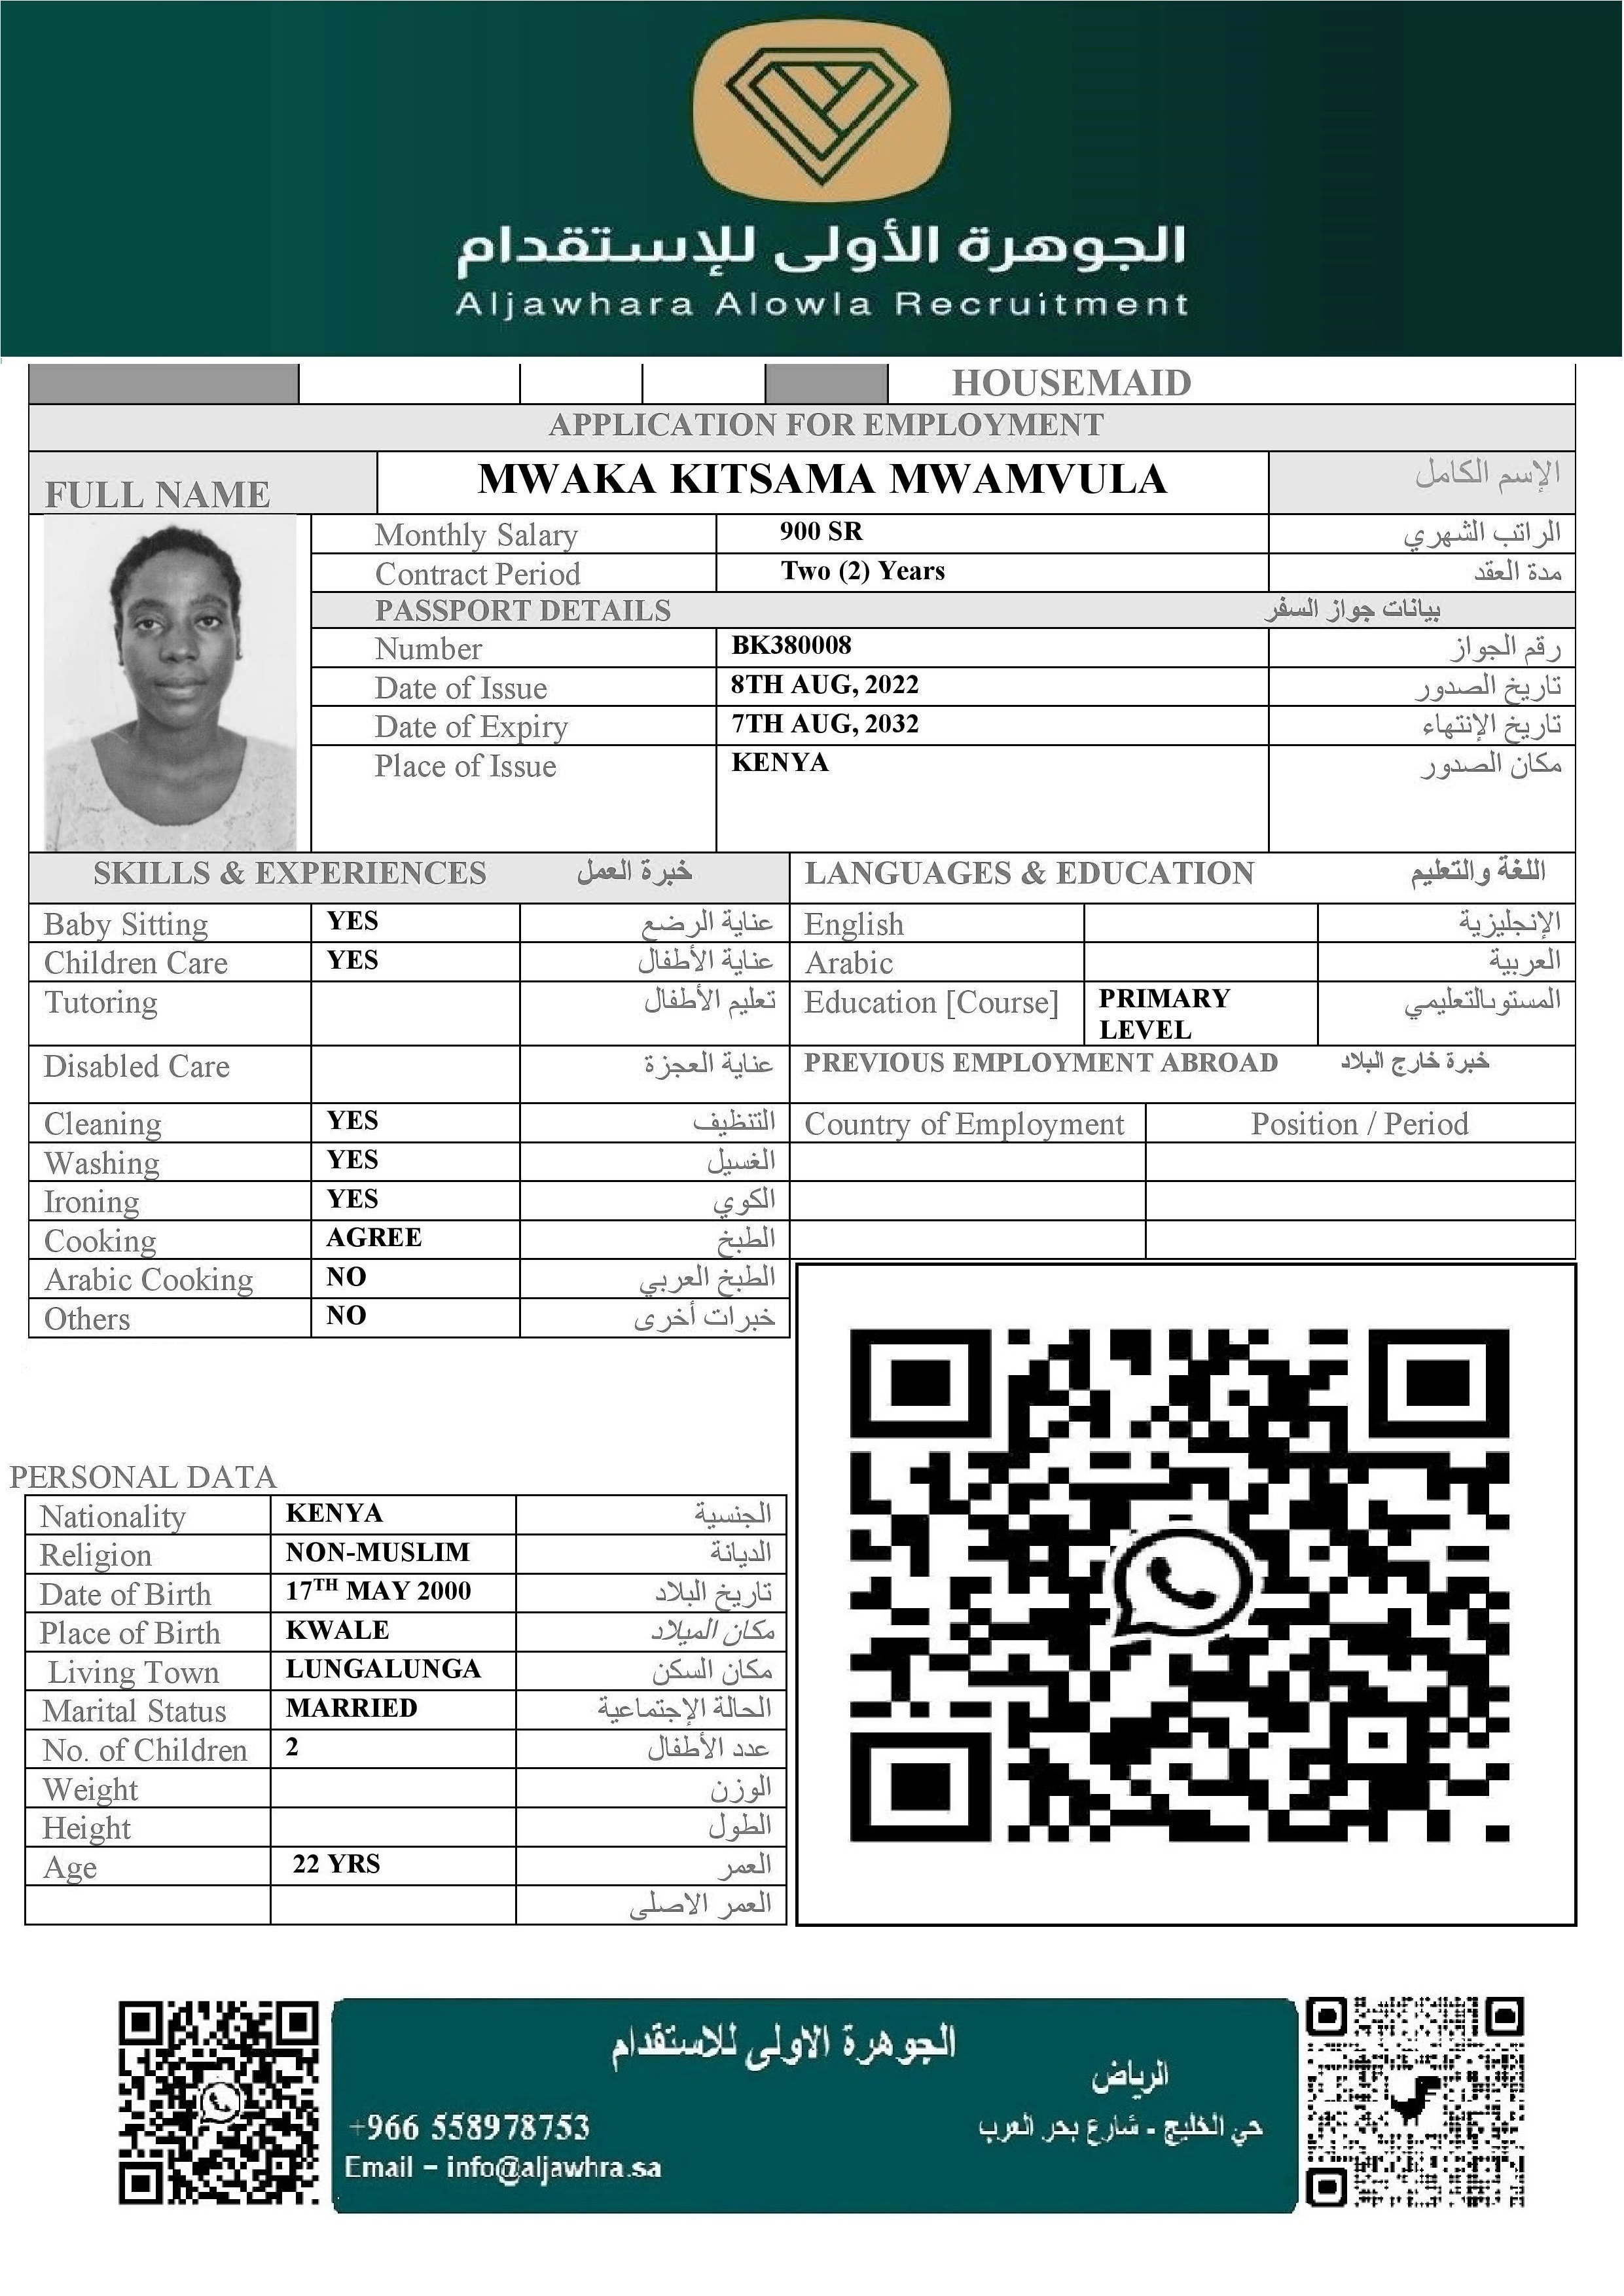 الجوهرة الأولى للإستقدام
Aljawhara Alowla Recruitment
HOUSEMAID
APPLICATION FOR EMPLOYMENT
FULL NAME MWAKA KITSAMA MWAMVULA الإسم الكامل
Monthly Salary 900 SR الراتب الشهري
Contract Period Two (2) Years مدة العقد
PASSPORT DETAILS بيانات جواز السفر
Number BK380008 رقم الجواز
Date of Issue 8TH AUG, 2022 تاريخ الصدور
Date of Expiry 7TH AUG, 2032 تاريخ الإنتهاء
Place of Issue KENYA مكان الصدور
SKILLS & EXPERIENCES خبرة العمل
Baby Sitting YES عناية الرضع
Children Care YES عناية الأطفال
Tutoring تعليم الأطفال
Disabled Care عناية العجزة
Cleaning YES التنظيف
Washing YES الغسيل
Ironing YES الكوي
Cooking AGREE الطبخ
Arabic Cooking NO الطبخ العربي
Others NO خبرات أخرى
LANGUAGES & EDUCATION اللغة والتعليم
English الإنجليزية
Arabic العربية
Education [Course] PRIMARY LEVEL المستوىالتعليمي
PREVIOUS EMPLOYMENT ABROAD خبرة خارج البلاد
Country of Employment Position / Period
PERSONAL DATA
Nationality KENYA الجنسية
Religion NON-MUSLIM الديانة
Date of Birth 17TH MAY 2000 تاريخ البلاد
Place of Birth KWALE مكان الميلاد
Living Town LUNGALUNGA مكان السكن
Marital Status MARRIED الحالة الإجتماعية
No. of Children 2 عدد الأطفال
Weight الوزن
Height الطول
Age 22 YRS العمر
العمر الاصلى
الجوهرة الاولى للاستقدام
الرياض
حي الخليج - شارع بحر العرب
+966 558978753
Email – info@aljawhra.sa